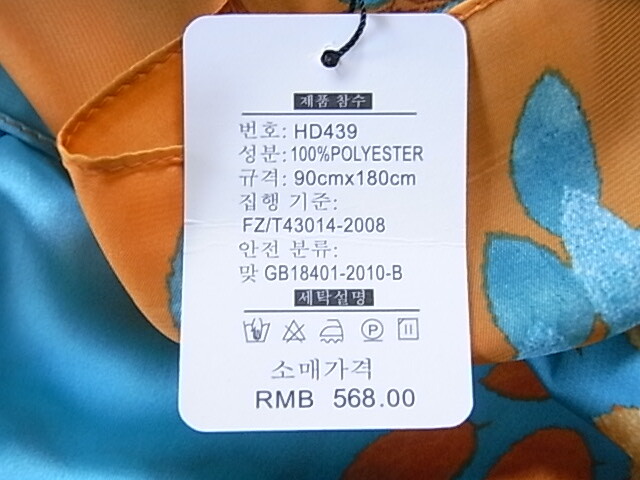 제품 참수
번호: HD439
성분: 100%POLYESTER
규격: 90cmx180cm
집행 기준:
FZ/T43014-2008
안전 분류:
맞 GB18401-2010-B
세탁설명
P
소매가격
RMB 568.00